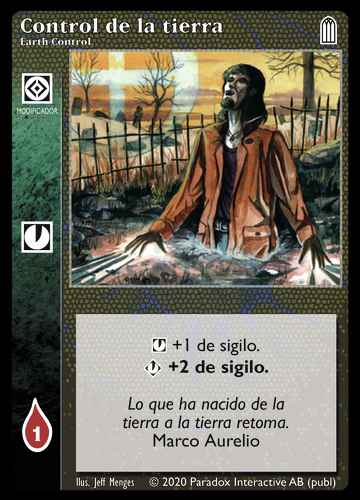 Control de la tierra
Earth Control
MODIFICADOR
+1 de sigilo.
+2 de sigilo.
Lo que ha nacido de la
tierra a la tierra retoma.
Marco Aurelio
1
Ilus. Jeff Menges © 2020 Paradox Interactive AB (publ)